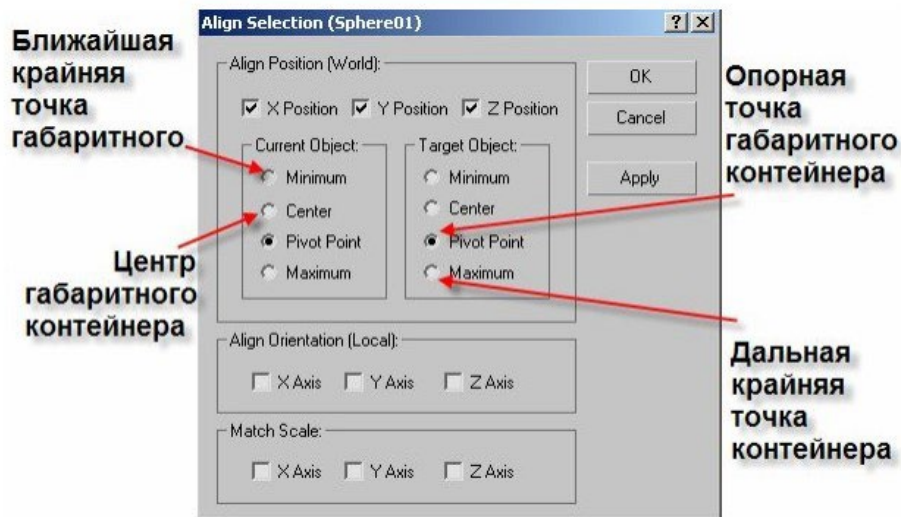 Ближайшая
крайняя
точка
габаритного
Центр
габаритного
контейнера
Align Selection (Sphere01)
Align Position (World):
X Position Y Position Z Position
Current Object:
Minimum
Center
Pivot Point
Maximum
Target Object:
Minimum
Center
Pivot Point
Maximum
Align Orientation (Local):
X Axis Y Axis Z Axis
Match Scale:
X Axis Y Axis Z Axis
OK
Cancel
Apply
Опорная
точка
габаритного
контейнера
Дальная
крайняя
точка
контейнера